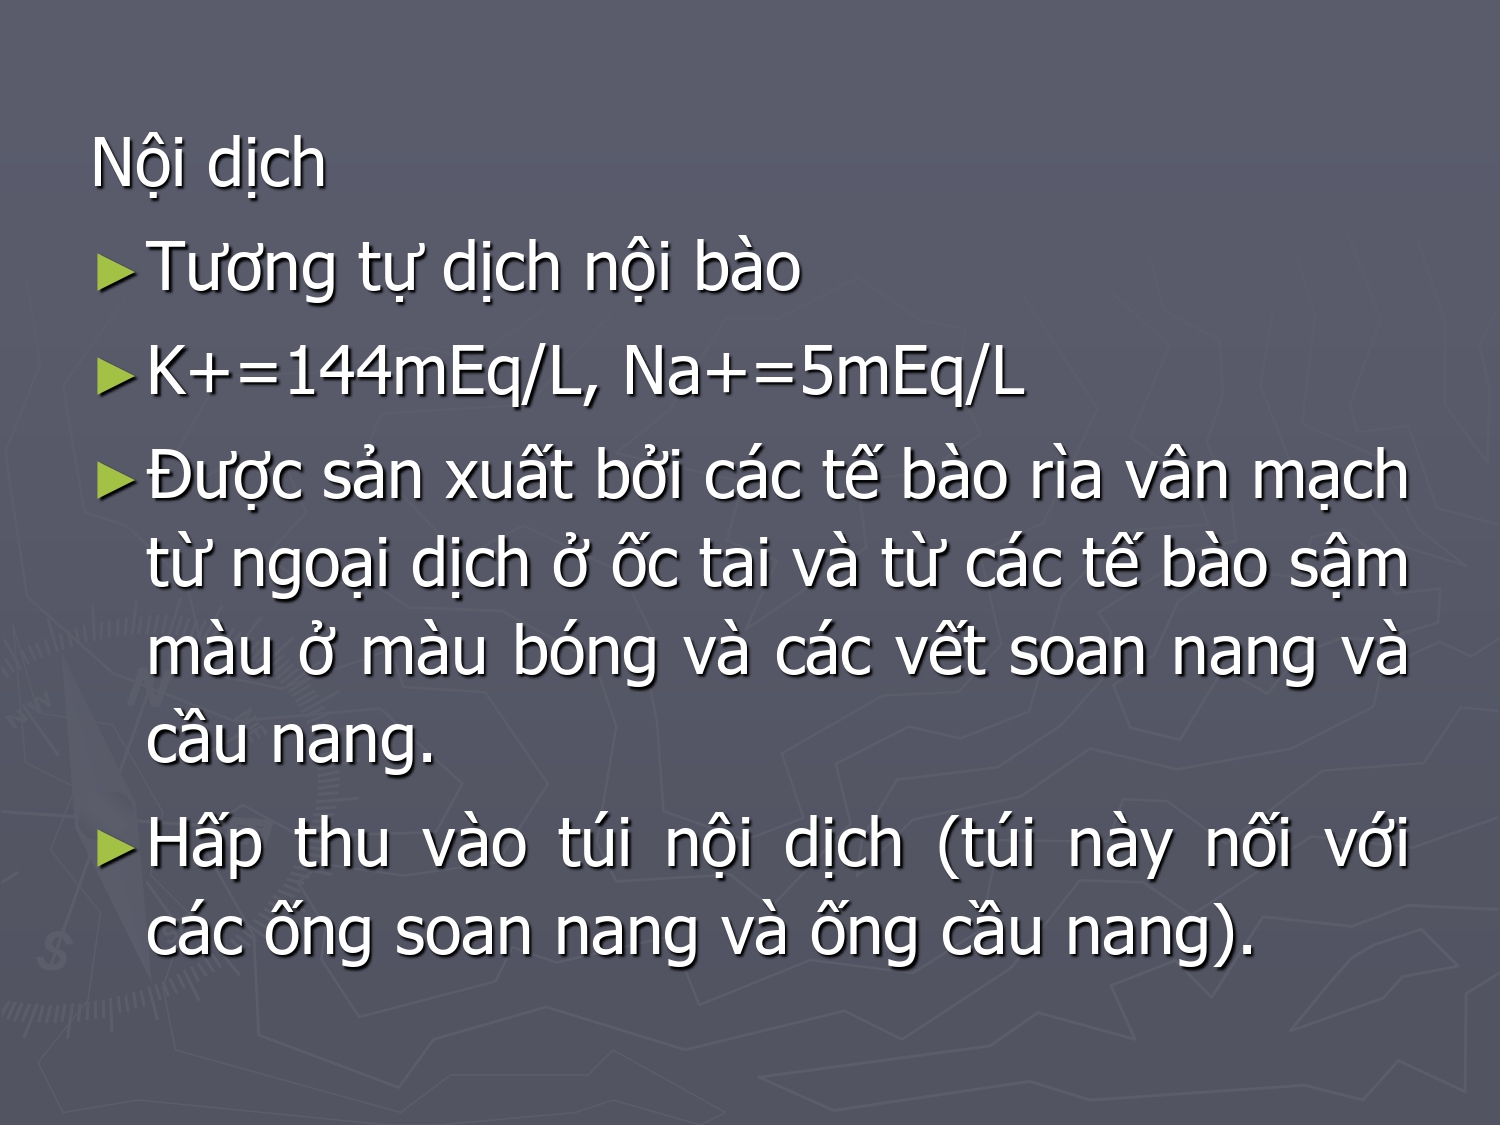 Nội dịch
►Tương tự dịch nội bào
►K+=144mEq/L, Na+=5mEq/L
►Được sản xuất bởi các tế bào rìa vân mạch
từ ngoại dịch ở ốc tai và từ các tế bào sậm
màu ở màu bóng và các vết soan nang và
cầu nang.
►Hấp thu vào túi nội dịch (túi này nối với
các ống soan nang và ống cầu nang).
NW
N
S